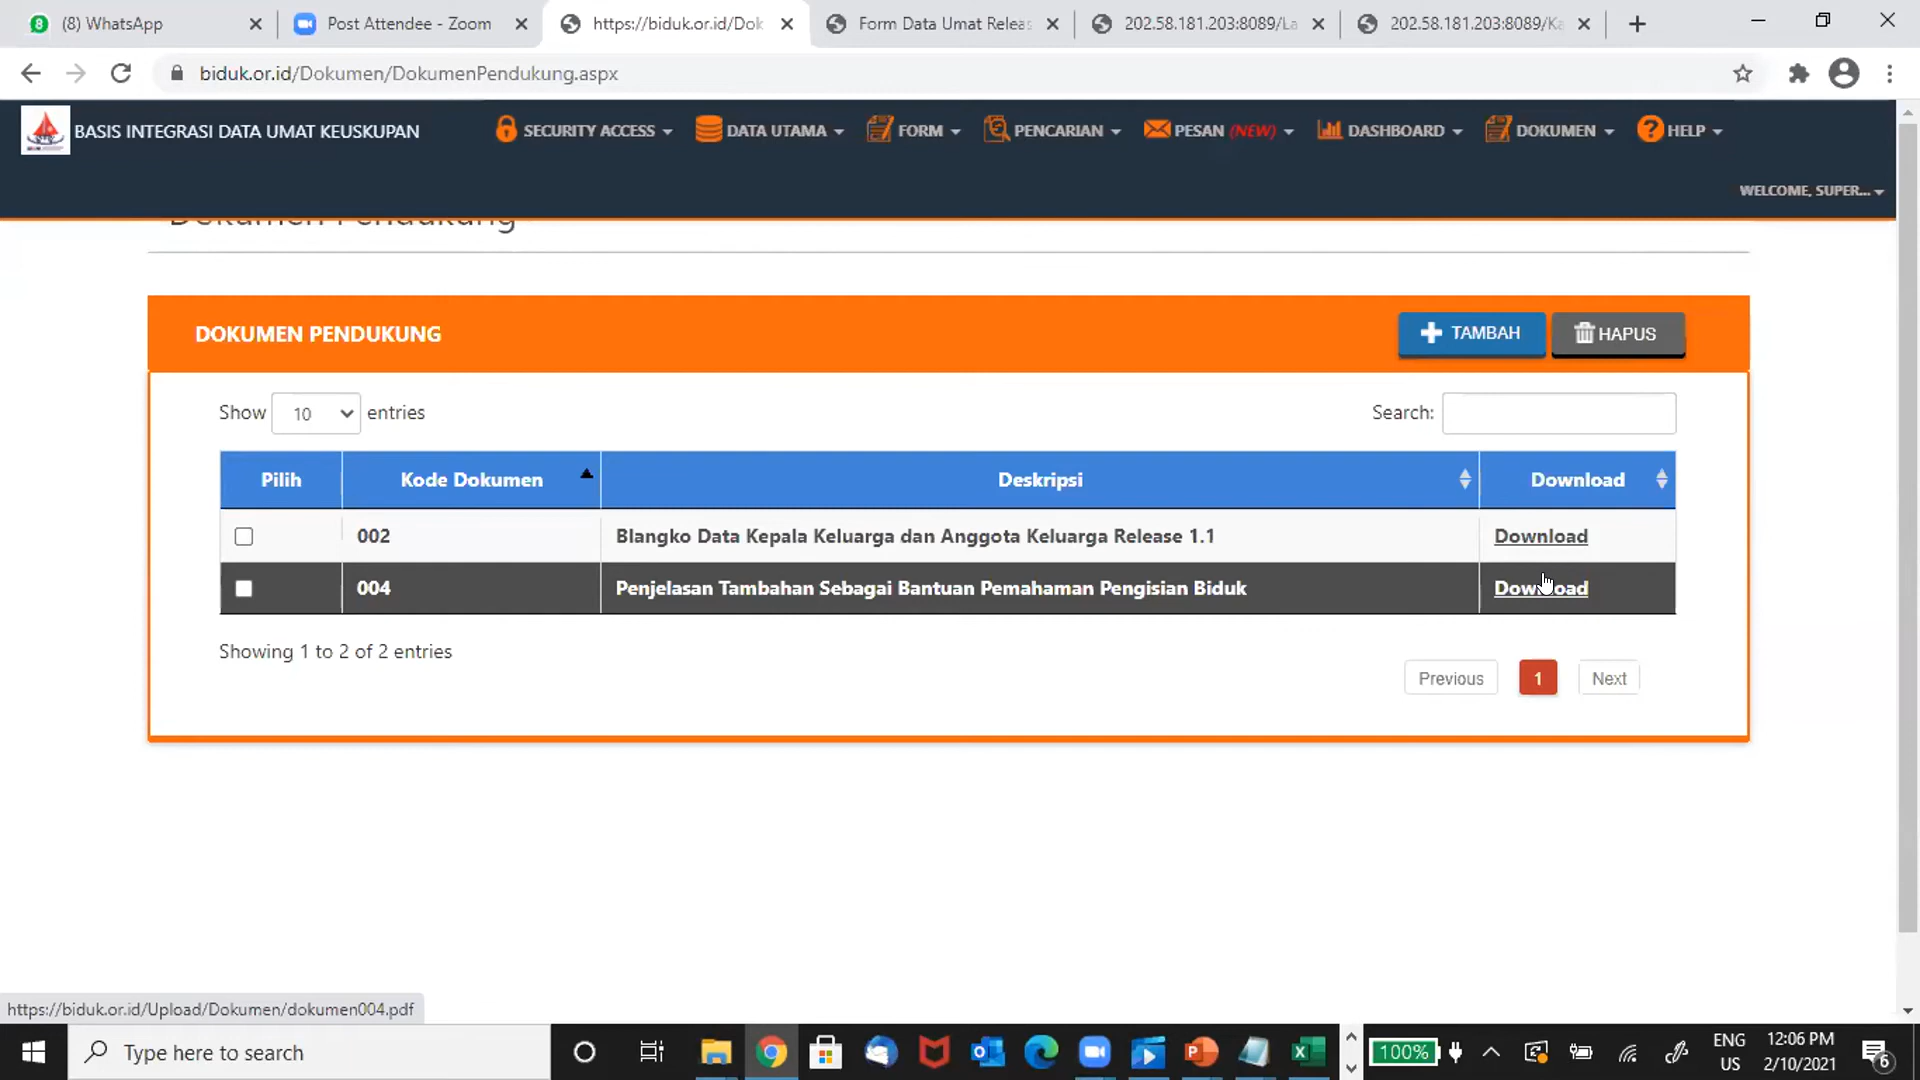 (8) WhatsApp
Post Attendee - Zoom
https://biduk.or.id/Dok
Form Data Umat Releas
202.58.181.203:8089/La
202.58.181.203:8089/Ka
biduk.or.id/Dokumen/DokumenPendukung.aspx
BASIS INTEGRASI DATA UMAT KEUSKUPAN
SECURITY ACCESS
DATA UTAMA
FORM
PENCARIAN
PESAN (NEW)
DASHBOARD
DOKUMEN
HELP
WELCOME, SUPER...
Dokumen Pendukung
DOKUMEN PENDUKUNG
TAMBAH
HAPUS
Show 10 entries
Search:
Pilih Kode Dokumen Deskripsi Download
002 Blangko Data Kepala Keluarga dan Anggota Keluarga Release 1.1 Download
004 Penjelasan Tambahan Sebagai Bantuan Pemahaman Pengisian Biduk Download
Showing 1 to 2 of 2 entries
Previous 1 Next
https://biduk.or.id/Upload/Dokumen/dokumen004.pdf
Type here to search
100%
ENG
US
12:06 PM
2/10/2021
6